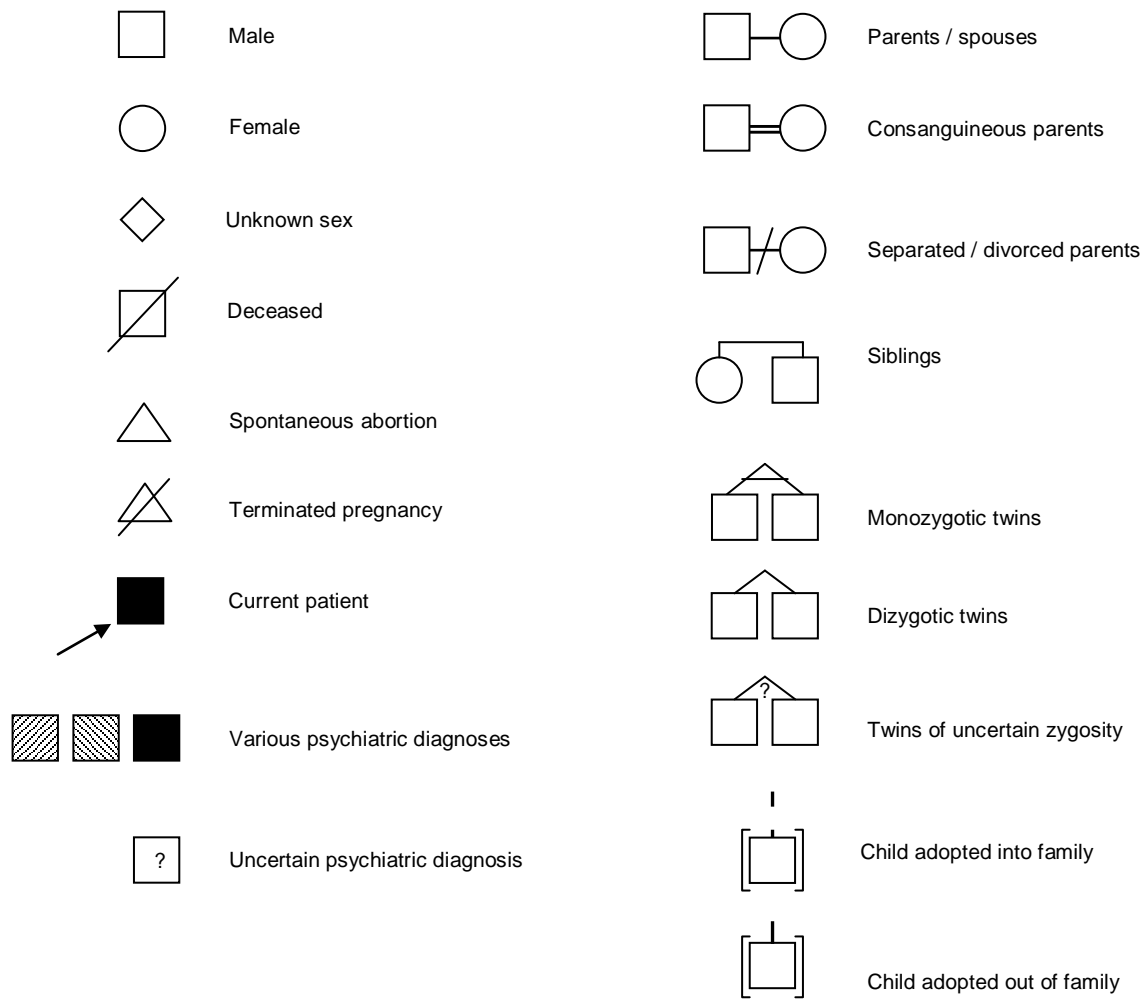 Male
Female
Unknown sex
Deceased
Spontaneous abortion
Terminated pregnancy
Current patient
Various psychiatric diagnoses
?
Uncertain psychiatric diagnosis
Parents / spouses
Consanguineous parents
Separated / divorced parents
Siblings
Monozygotic twins
Dizygotic twins
?
Twins of uncertain zygosity
Child adopted into family
Child adopted out of family